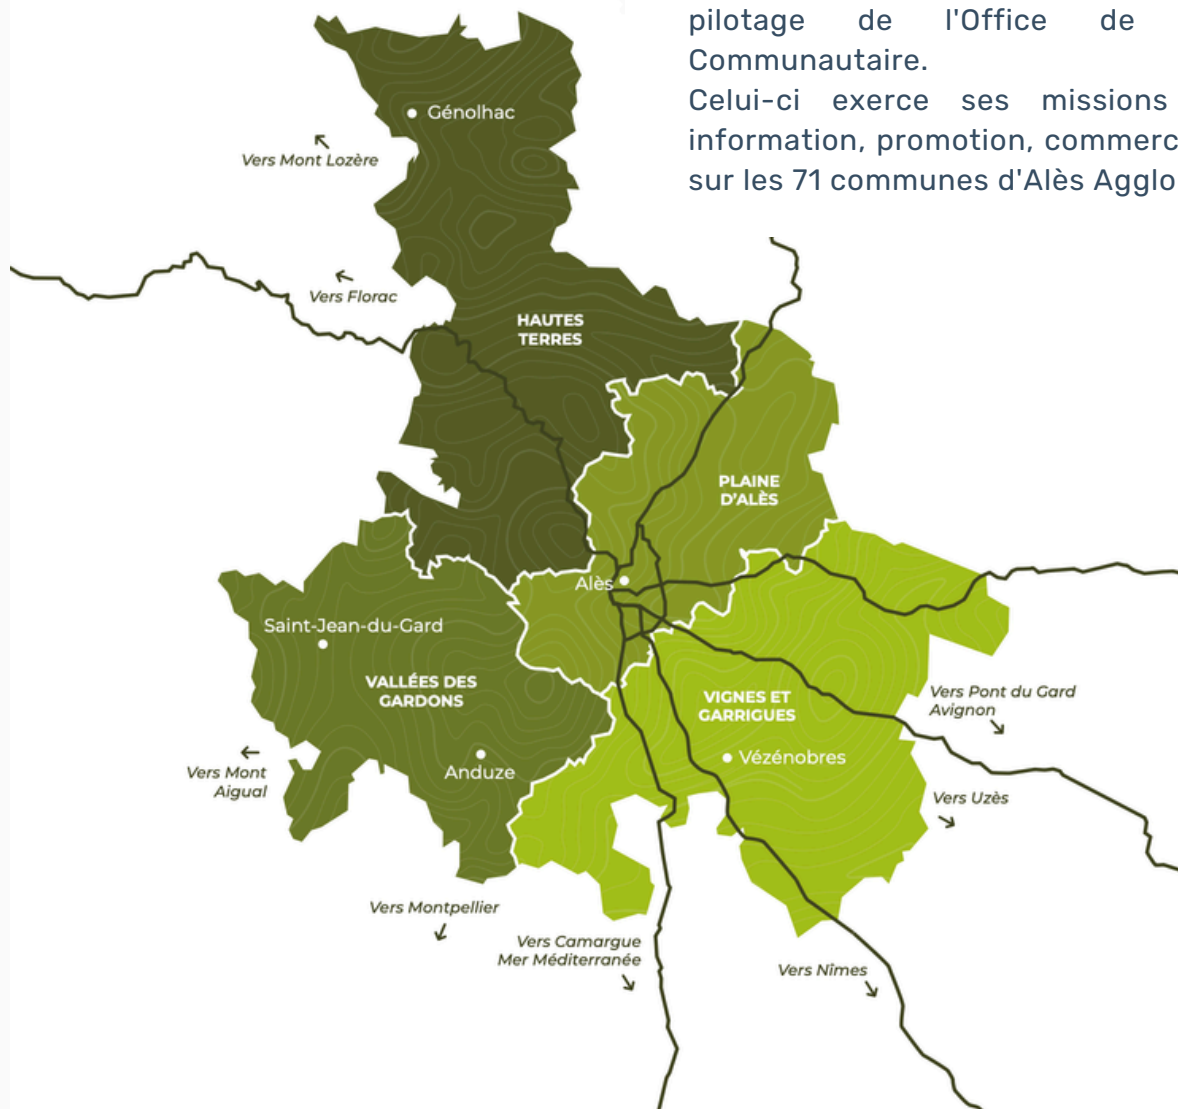 pilotage de l'Office de
Communautaire.
Celui-ci exerce ses missions
information, promotion, commerc
sur les 71 communes d'Alès Agglo
Génolhac
Vers Mont Lozère
Vers Florac
HAUTES
TERRES
PLAINE
D'ALÈS
Alès
Saint-Jean-du-Gard
VALLÉES DES
GARDONS
VIGNES ET
GARRIGUES
Vers Pont du Gard
Avignon
Vézénobres
Anduze
Vers Mont
Aigual
Vers Uzès
Vers Montpellier
Vers Camargue
Mer Méditerranée
Vers Nîmes